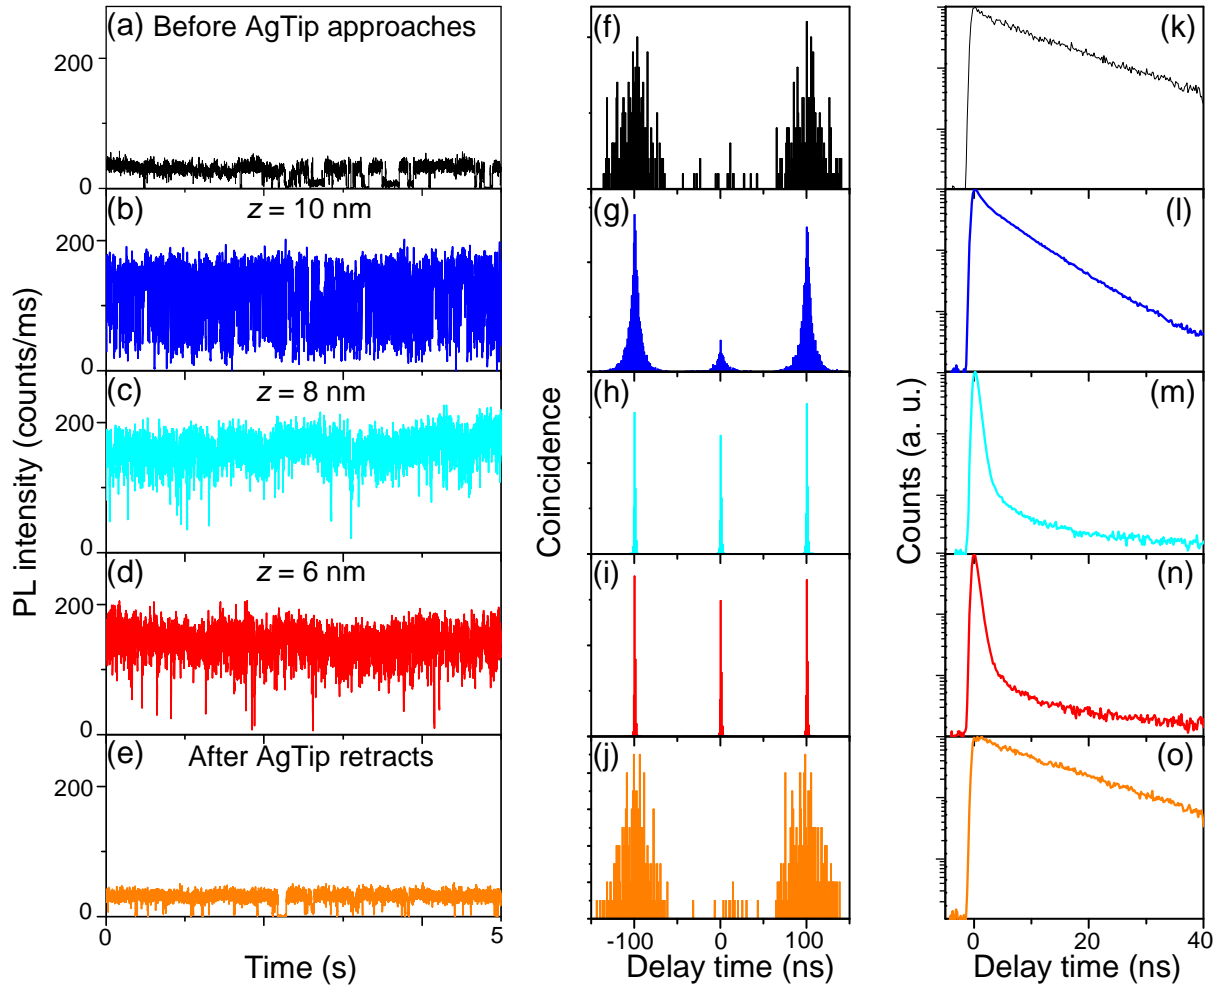 (a) Before AgTip approaches
200
0
(b) z = 10 nm
200
0
(c) z = 8 nm
200
0
(d) z = 6 nm
200
0
(e) After AgTip retracts
200
0
0 5
Time (s)
PL intensity (counts/ms)
(f)
(g)
(h)
(i)
(j)
-100 0 100
Delay time (ns)
Coincidence
(k)
(l)
(m)
(n)
(o)
0 20 40
Delay time (ns)
Counts (a. u.)